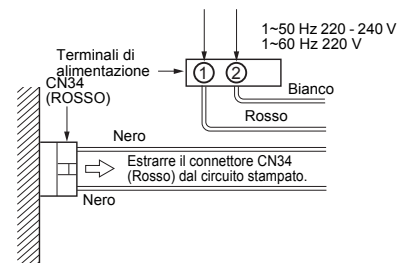 1~50 Hz 220 - 240 V
1~60 Hz 220 V
Terminali di
alimentazione
CN34
(ROSSO)
1 2
Bianco
Rosso
Nero
Estrarre il connettore CN34
(Rosso) dal circuito stampato.
Nero